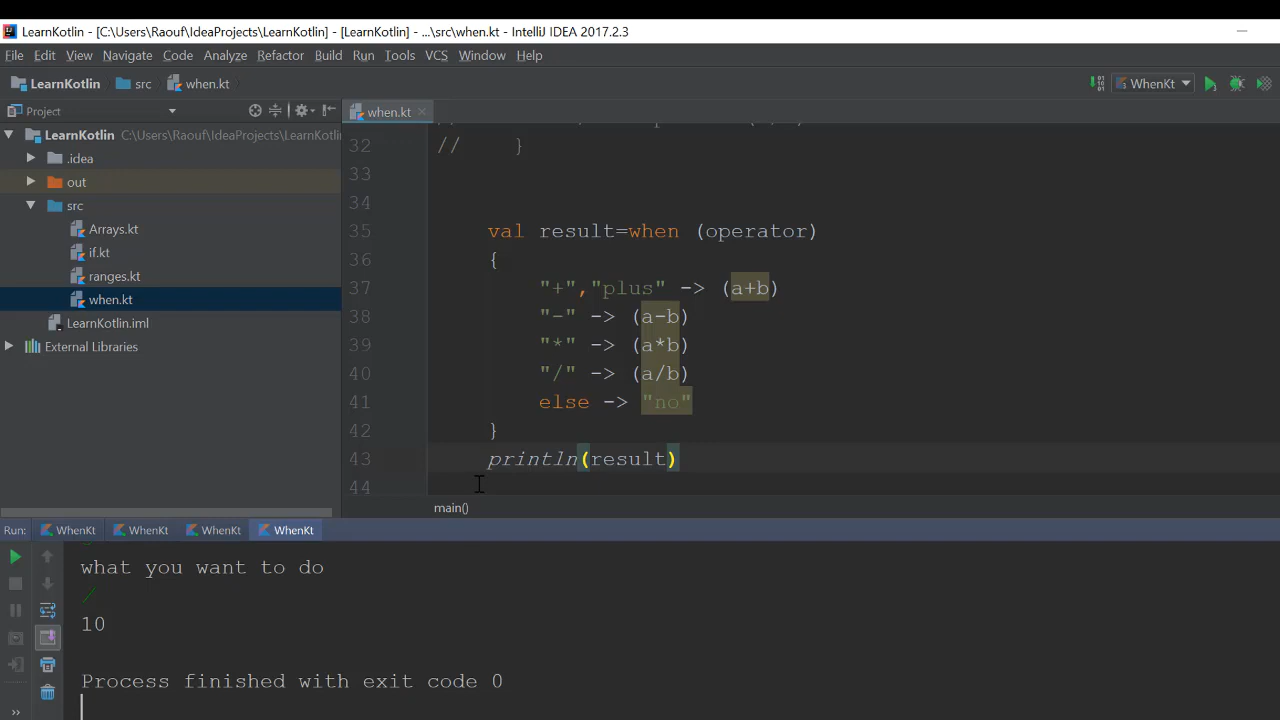 LearnKotlin - [C:\Users\Raouf\IdeaProjects\LearnKotlin] - [LearnKotlin] - ...\src\when.kt - IntelliJ IDEA 2017.2.3
File Edit View Navigate Code Analyze Refactor Build Run Tools VCS Window Help
LearnKotlin src when.kt WhenKt
Project when.kt
LearnKotlin C:\Users\Raouf\IdeaProjects\LearnKotlin
.idea
out
src
Arrays.kt
if.kt
ranges.kt
when.kt
LearnKotlin.iml
External Libraries
32 // }
33
34
35 val result=when (operator)
36 {
37 "+","plus" -> (a+b)
38 "-" -> (a-b)
39 "*" -> (a*b)
40 "/" -> (a/b)
41 else -> "no"
42 }
43 println(result)
44
main()
Run: WhenKt WhenKt WhenKt WhenKt
what you want to do
/
10
Process finished with exit code 0